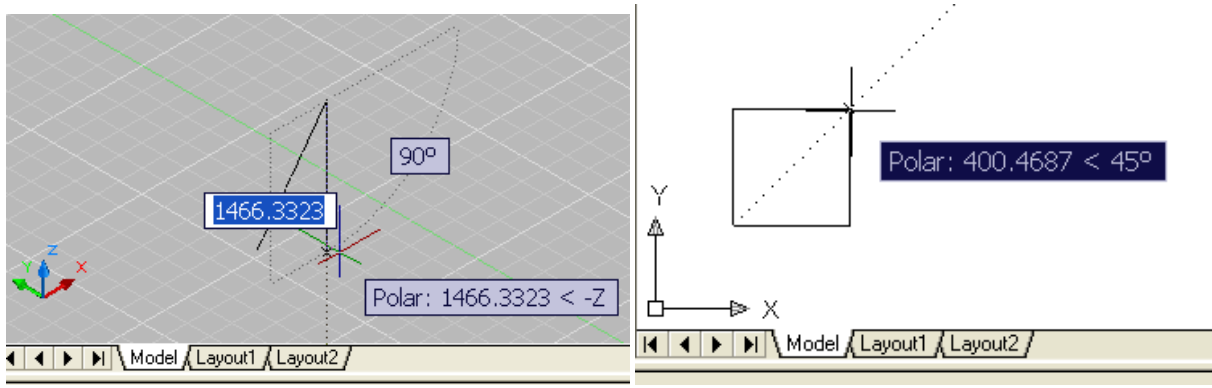 90º
1466.3323
Polar: 1466.3323 < -Z
Z
Y
X
Model Layout1 Layout2
Polar: 400.4687 < 45º
Y
X
Model Layout1 Layout2